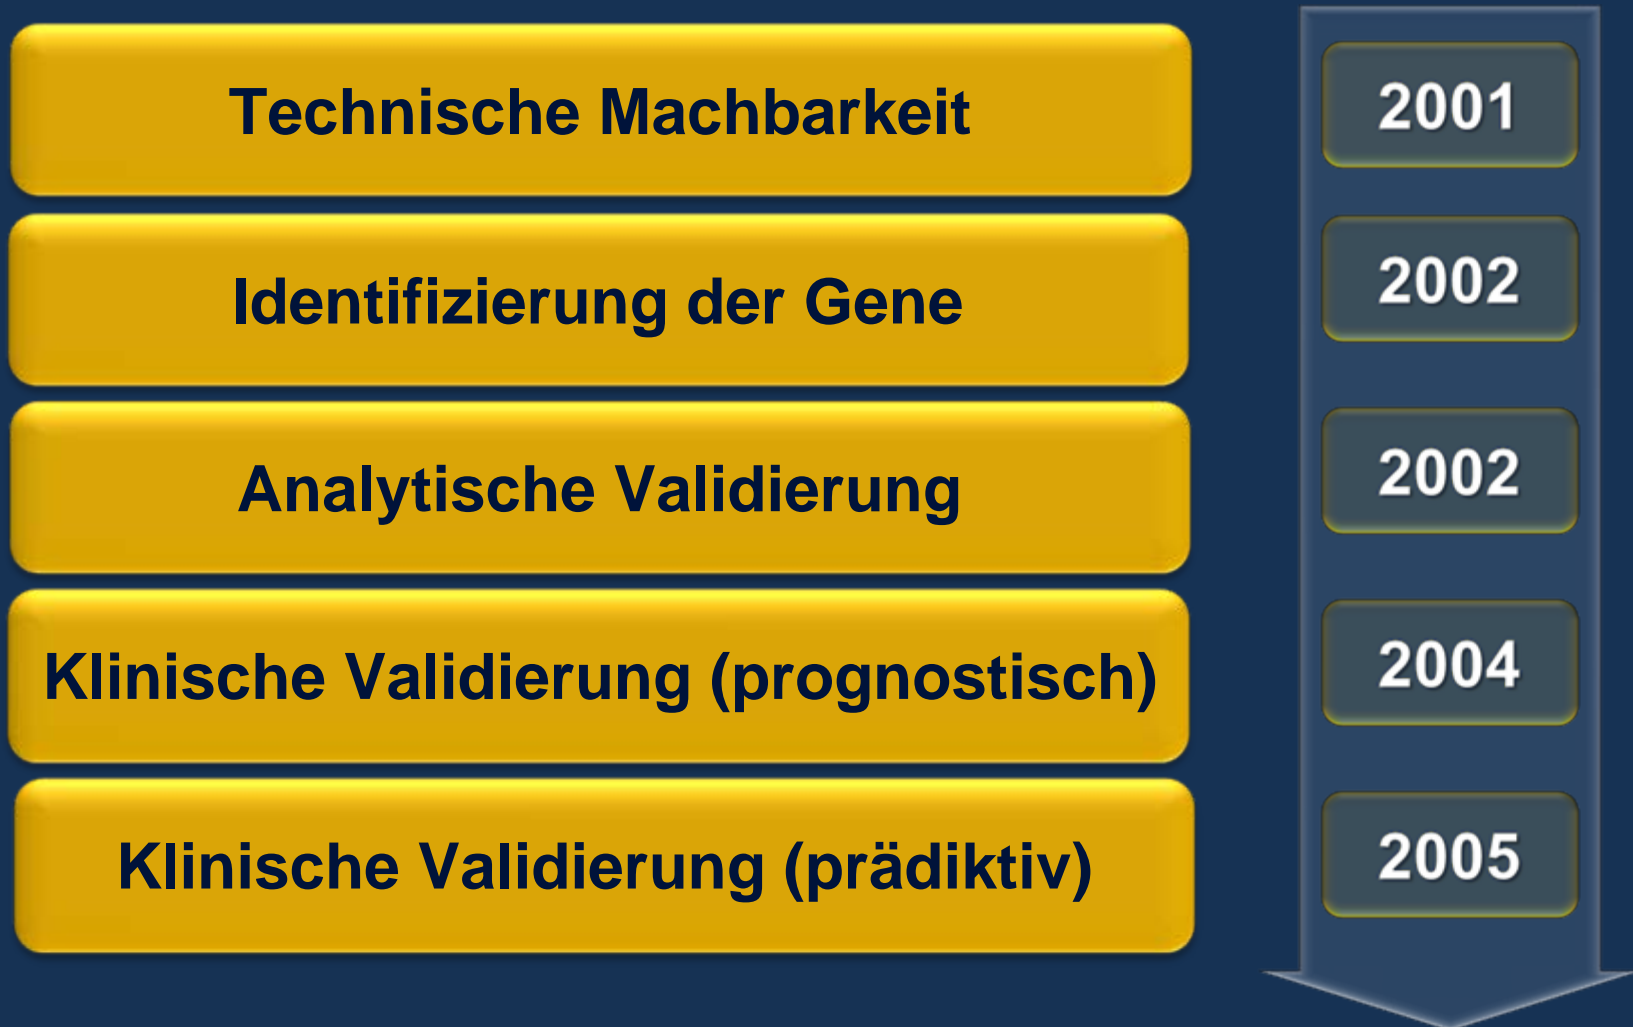 Technische Machbarkeit
2001
Identifizierung der Gene
2002
Analytische Validierung
2002
Klinische Validierung (prognostisch)
2004
Klinische Validierung (prädiktiv)
2005